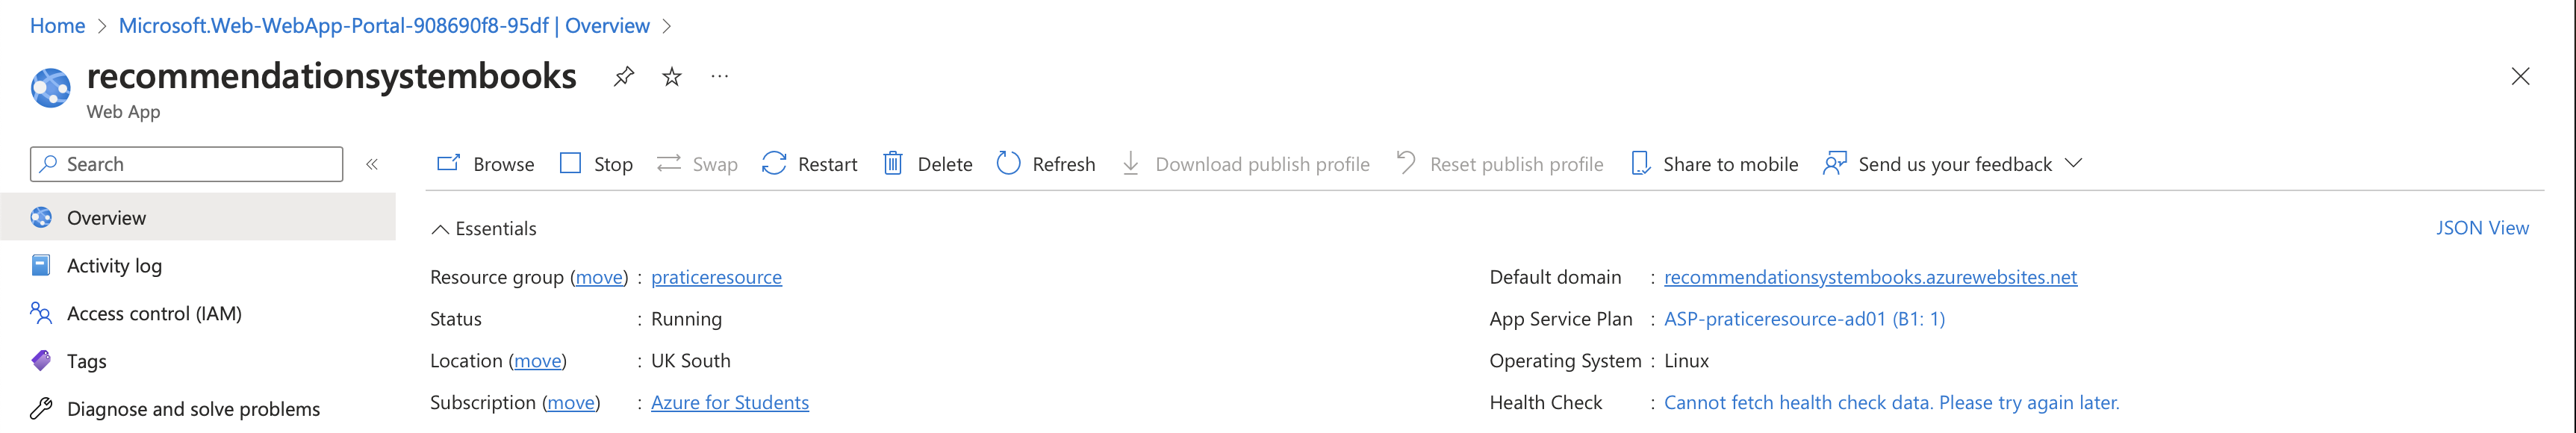 Home > Microsoft.Web-WebApp-Portal-908690f8-95df | Overview >
recommendationsystembooks ...
Web App
Search «
Browse Stop Swap Restart Delete Refresh Download publish profile Reset publish profile Share to mobile Send us your feedback
Overview
Activity log
Access control (IAM)
Tags
Diagnose and solve problems
Essentials JSON View
Resource group (move) : praticeresource
Status : Running
Location (move) : UK South
Subscription (move) : Azure for Students
Default domain : recommendationsystembooks.azurewebsites.net
App Service Plan : ASP-praticeresource-ad01 (B1: 1)
Operating System : Linux
Health Check : Cannot fetch health check data. Please try again later.